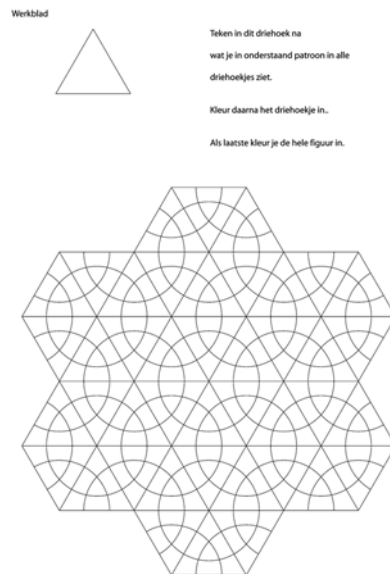 Werkblad
Teken in dit driehoek na
wat je in onderstaand patroon in alle
driehoekjes ziet.
Kleur daarna het driehoekje in..
Als laatste kleur je de hele figuur in.